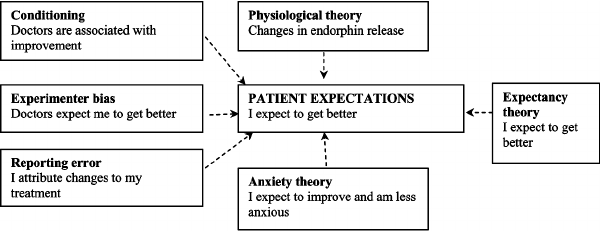 Conditioning
Doctors are associated with
improvement
Physiological theory
Changes in endorphin release
Experimenter bias
Doctors expect me to get better
PATIENT EXPECTATIONS
I expect to get better
Expectancy
theory
I expect to get
better
Reporting error
I attribute changes to my
treatment
Anxiety theory
I expect to improve and am less
anxious